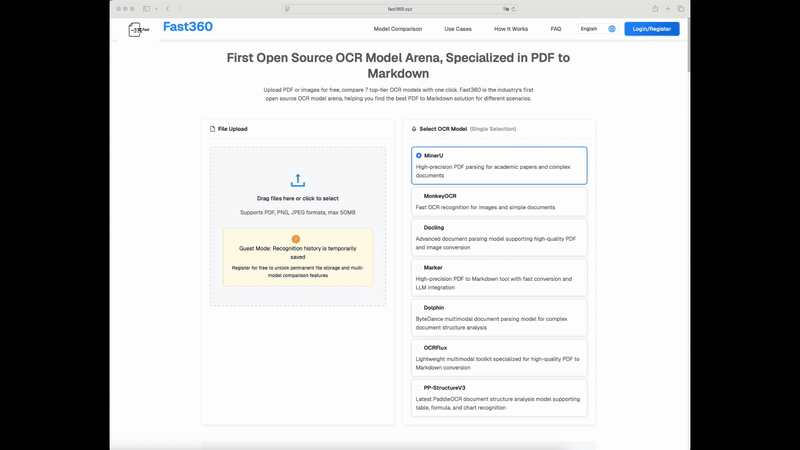 fast360.xyz
Fast360
Model Comparison
Use Cases
How It Works
FAQ
English
Login/Register
First Open Source OCR Model Arena, Specialized in PDF to
Markdown
Upload PDF or images for free, compare 7 top-tier OCR models with one click. Fast360 is the industry's first
open source OCR model arena, helping you find the best PDF to Markdown solution for different scenarios.
File Upload
Drag files here or click to select
Supports PDF, PNG, JPEG formats, max 50MB
Guest Mode: Recognition history is temporarily
saved
Register for free to unlock permanent file storage and multi-
model comparison features
Select OCR Model (Single Selection)
MinerU
High-precision PDF parsing for academic papers and complex
documents
MonkeyOCR
Fast OCR recognition for images and simple documents
Docling
Advanced document parsing model supporting high-quality PDF
and image conversion
Marker
High-precision PDF to Markdown tool with fast conversion and
LLM integration
Dolphin
ByteDance multimodal document parsing model for complex
document structure analysis
OCRFlux
Lightweight multimodal toolkit specialized for high-quality PDF to
Markdown conversion
PP-StructureV3
Latest PaddleOCR document structure analysis model supporting
table, formula, and chart recognition